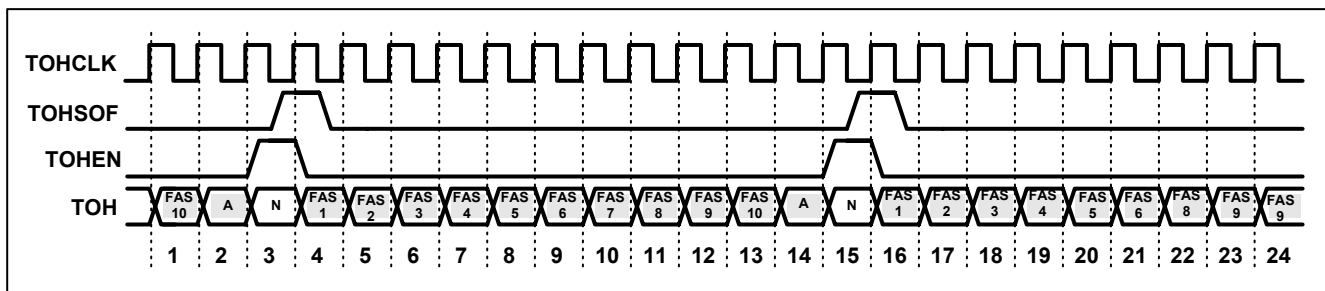 TOHCLK
TOHSOF
TOHEN
TOH FAS 10 A N FAS 1 FAS 2 FAS 3 FAS 4 FAS 5 FAS 6 FAS 7 FAS 8 FAS 9 FAS 10 A N FAS 1 FAS 2 FAS 3 FAS 4 FAS 5 FAS 6 FAS 8 FAS 9 FAS 9
1 2 3 4 5 6 7 8 9 10 11 12 13 14 15 16 17 18 19 20 21 22 23 24